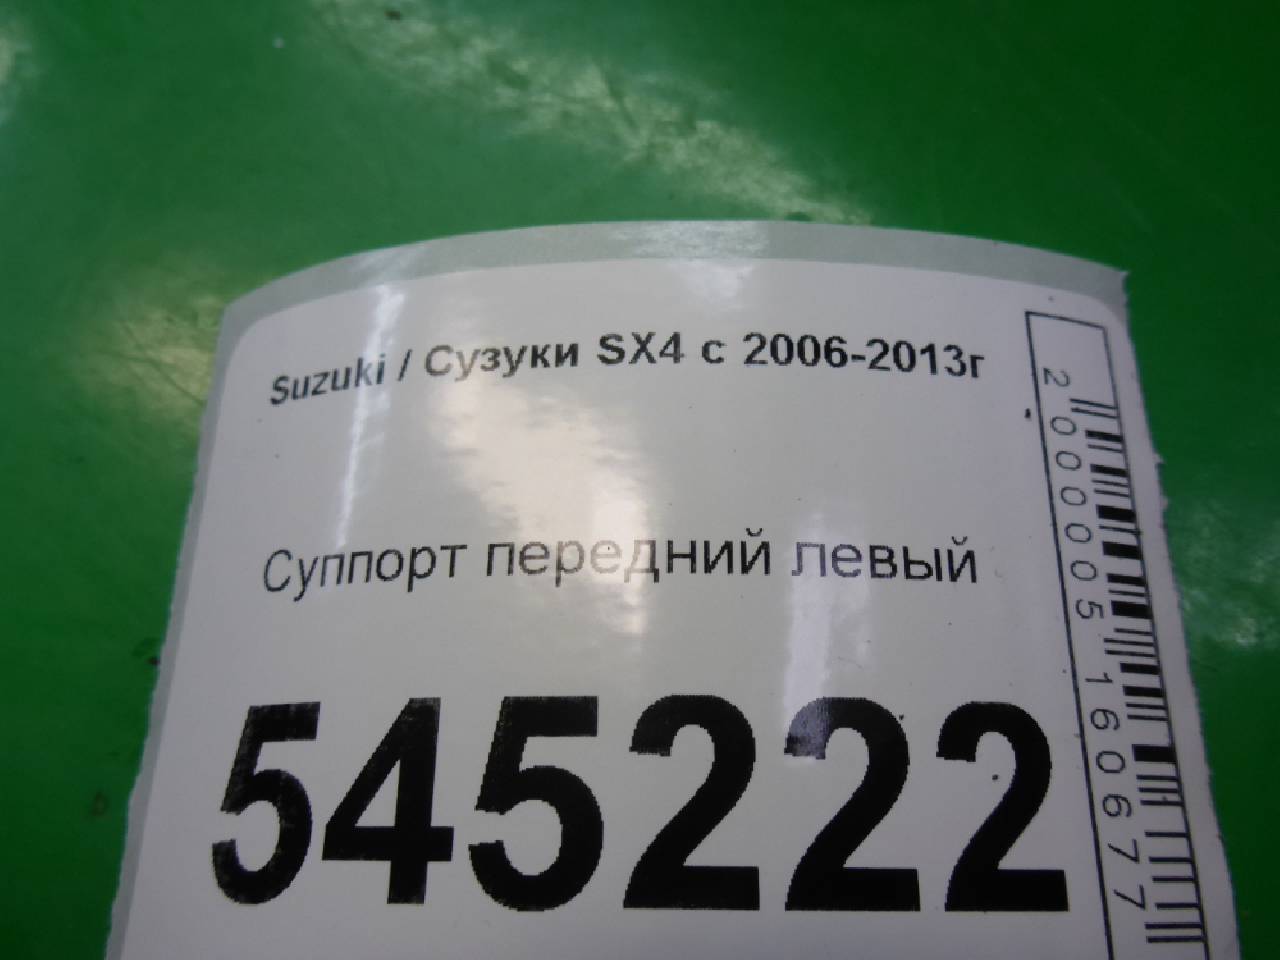 Suzuki / Сузуки SX4 с 2006-2013г
Суппорт передний левый
545222
2000005160677